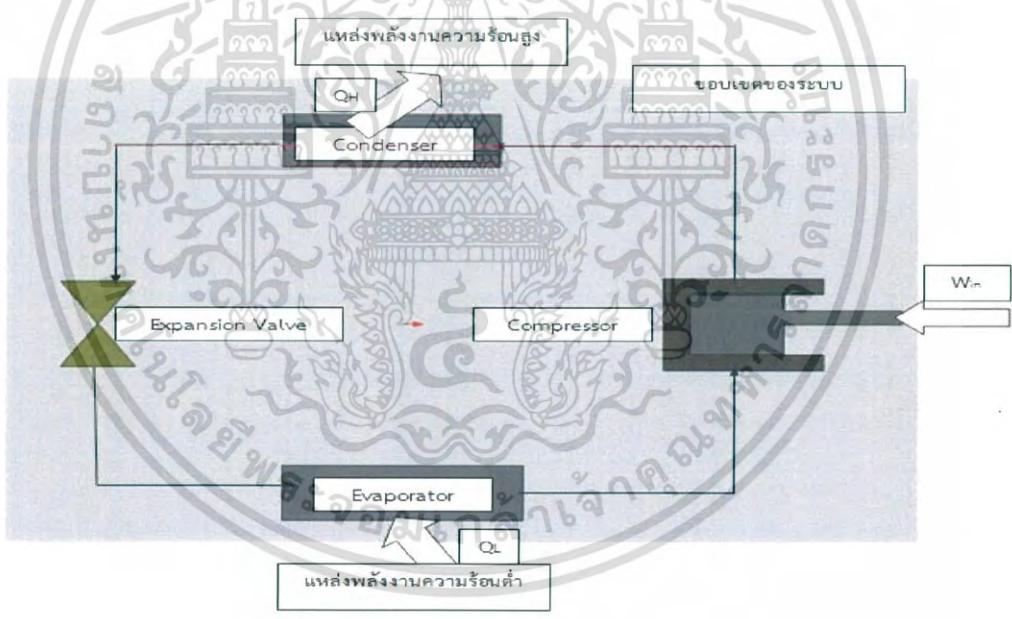 แหล่งพลังงานความร้อนสูง
QH
ขอบเขตของระบบ
Condenser
Win
Expansion Valve
Compressor
Evaporator
QL
แหล่งพลังงานความร้อนต่ำ